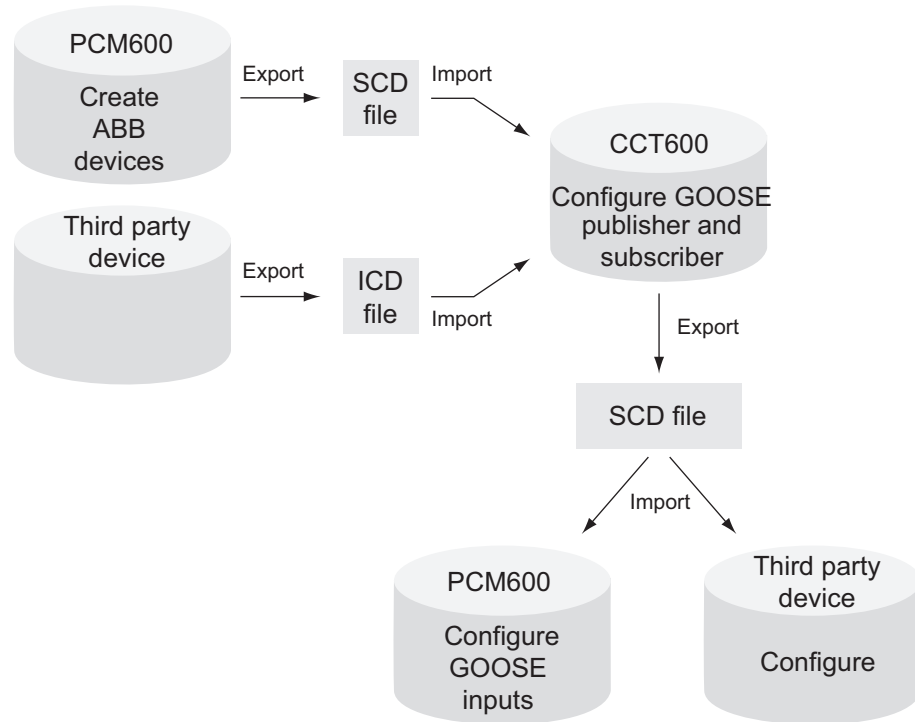 PCM600
Create
ABB
devices
Export
SCD
file
Import
Third party
device
Export
ICD
file
Import
CCT600
Configure GOOSE
publisher and
subscriber
Export
SCD file
Import
PCM600
Configure
GOOSE
inputs
Third party
device
Configure